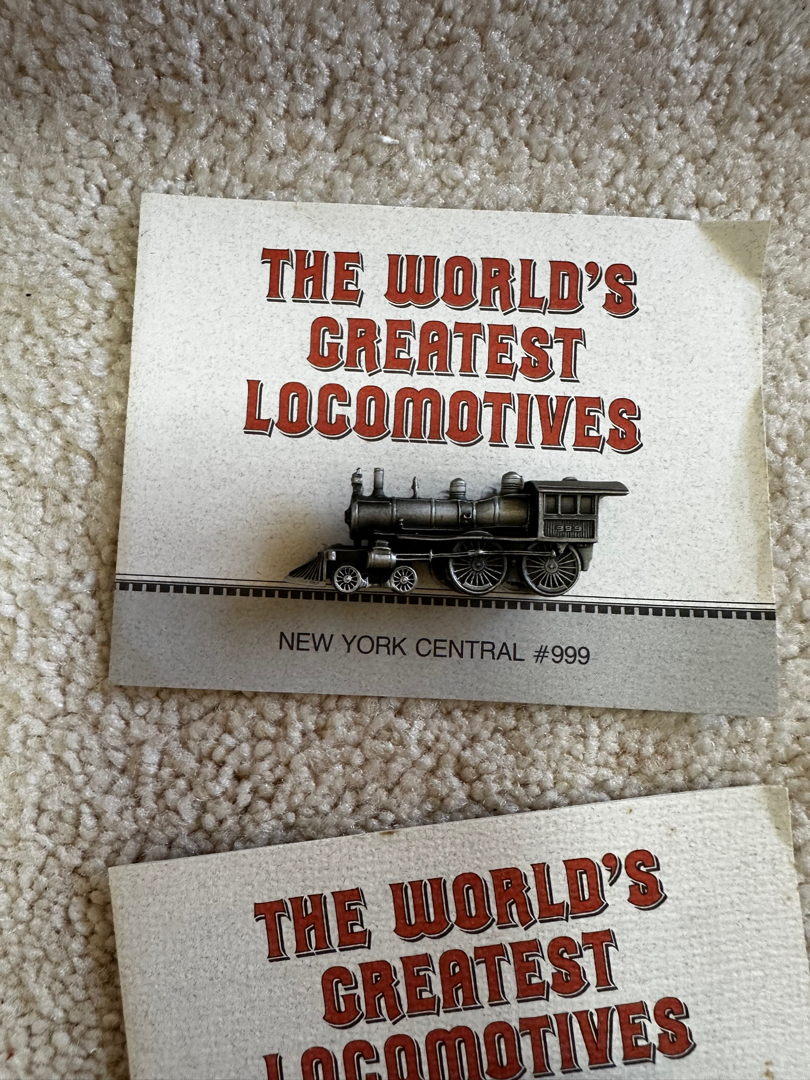 THE WORLD'S
GREATEST
LOCOMOTIVES
999
NEW YORK CENTRAL #999
THE WORLD'S
GREATEST
LOCOMOTIVES